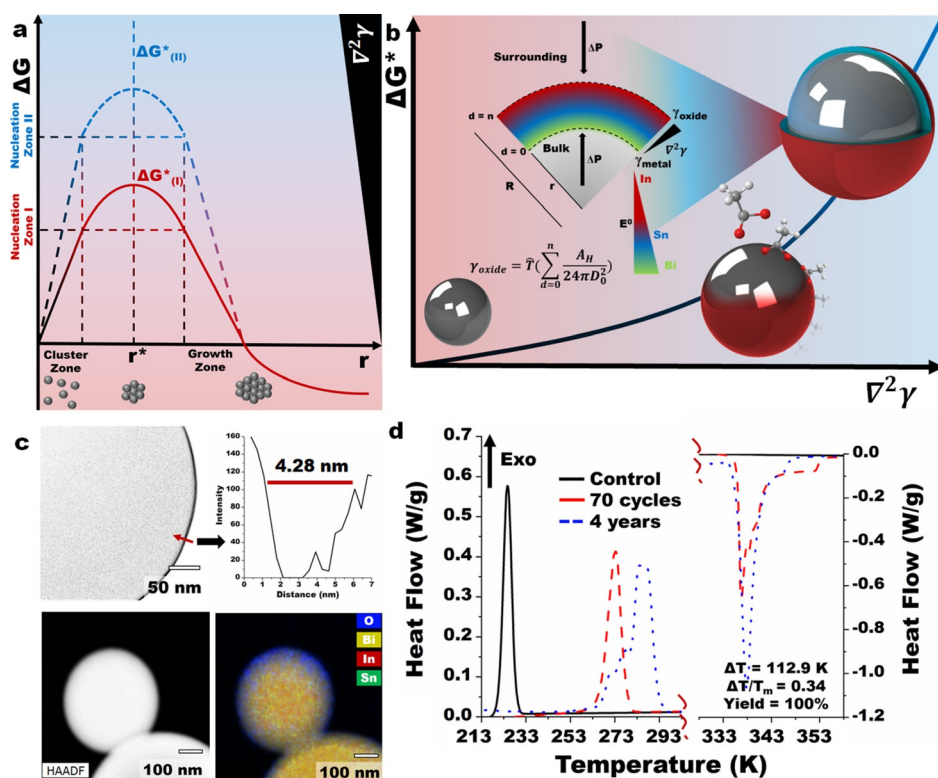 a
ΔG
Nucleation
Zone II
Nucleation
Zone I
ΔG*(II)
ΔG*(I)
∇²γ
Cluster
Zone
r*
Growth
Zone
r
b
ΔG*
Surrounding
ΔP
d = n
d = 0
Bulk
ΔP
R
r
γoxide
∇²γ
γmetal
In
E⁰
Sn
Bi
γoxide = T̂(∑ⁿd=0 A_H / 24πD₀²)
∇²γ
c
50 nm
160
140
120
100
80
60
40
20
0
Intensity
4.28 nm
0 1 2 3 4 5 6 7
Distance (nm)
HAADF
100 nm
O
Bi
In
Sn
100 nm
d
0.7
0.6
0.5
0.4
0.3
0.2
0.1
0.0
Heat Flow (W/g)
Exo
Control
70 cycles
4 years
0.0
-0.2
-0.4
-0.6
-0.8
-1.0
-1.2
Heat Flow (W/g)
ΔT = 112.9 K
ΔT/Tm = 0.34
Yield = 100%
213 233 253 273 293 333 353
Temperature (K)